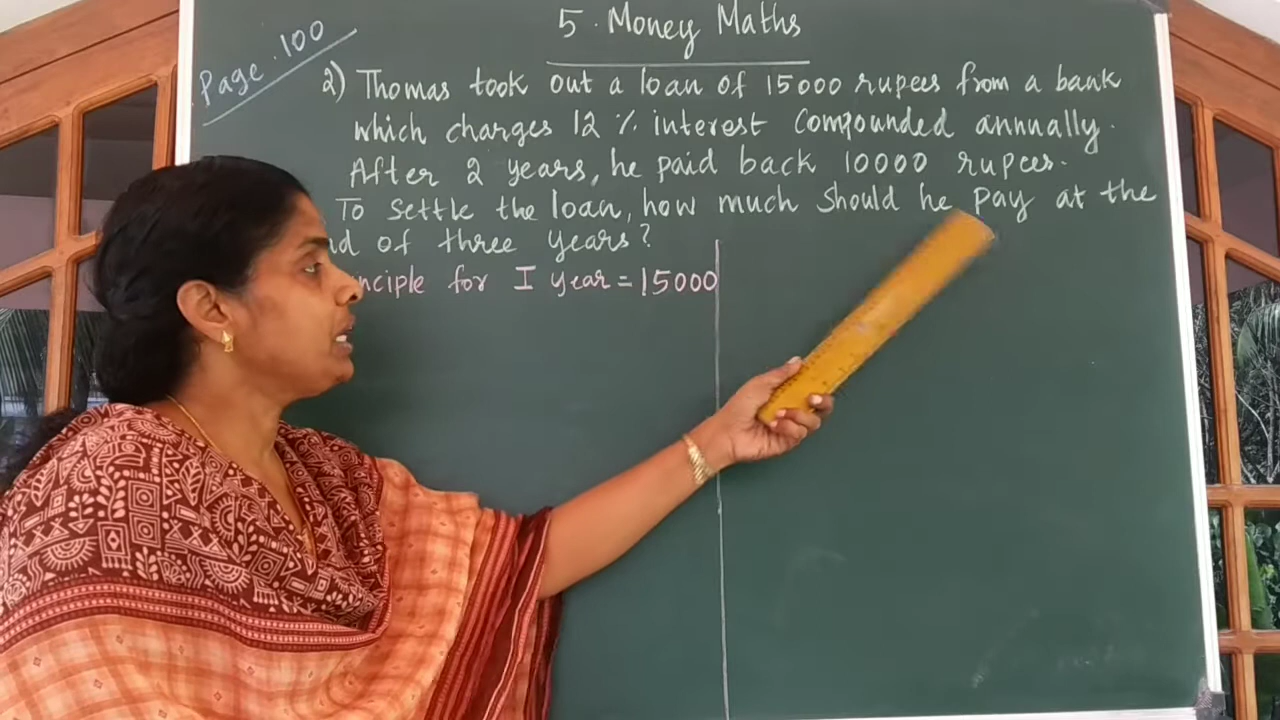 5. Money Maths
Page. 100
2) Thomas took out a loan of 15000 rupees from a bank
which charges 12 % interest compounded annually.
After 2 years, he paid back 10000 rupees.
To settle the loan, how much should he pay at the
of three years?
for I year = 15000